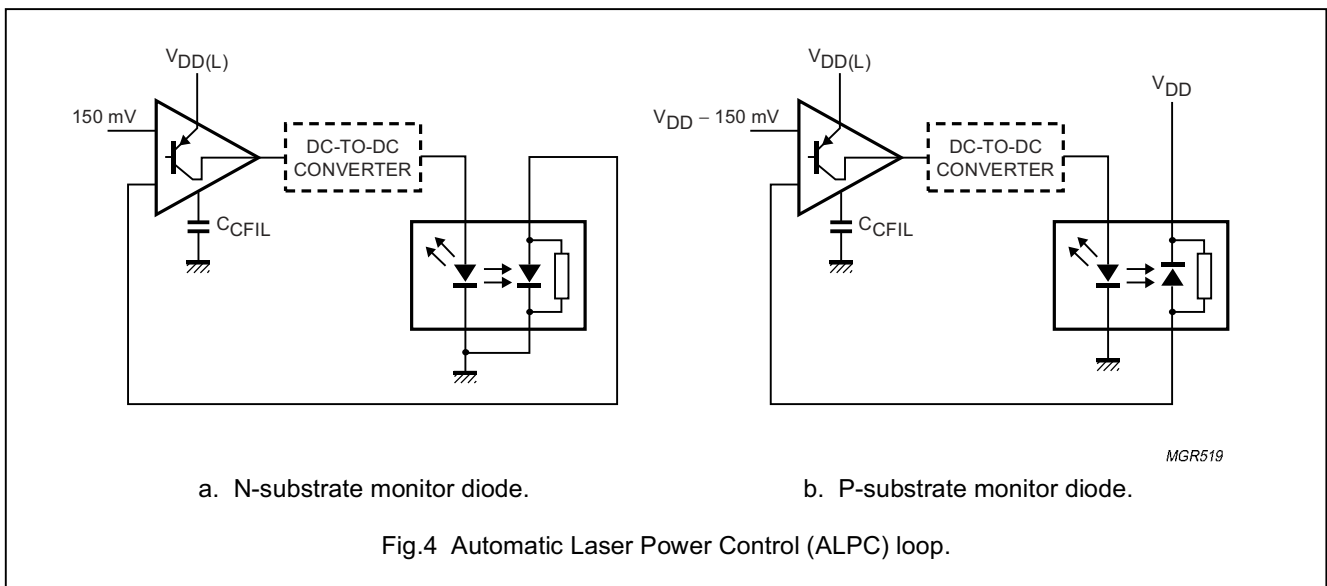 VDD(L)
150 mV
DC-TO-DC
CONVERTER
CCFIL
a. N-substrate monitor diode.
VDD(L)
VDD
VDD − 150 mV
DC-TO-DC
CONVERTER
CCFIL
MGR519
b. P-substrate monitor diode.
Fig.4 Automatic Laser Power Control (ALPC) loop.